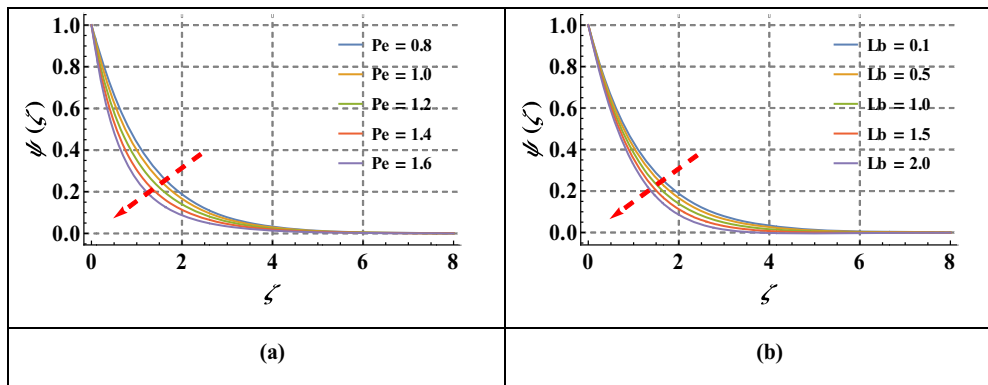 1.0
0.8
0.6
0.4
0.2
0.0
ψ (ζ)
Pe = 0.8
Pe = 1.0
Pe = 1.2
Pe = 1.4
Pe = 1.6
0 2 4 6 8
ζ
1.0
0.8
0.6
0.4
0.2
0.0
ψ (ζ)
Lb = 0.1
Lb = 0.5
Lb = 1.0
Lb = 1.5
Lb = 2.0
0 2 4 6 8
ζ
(a) (b)